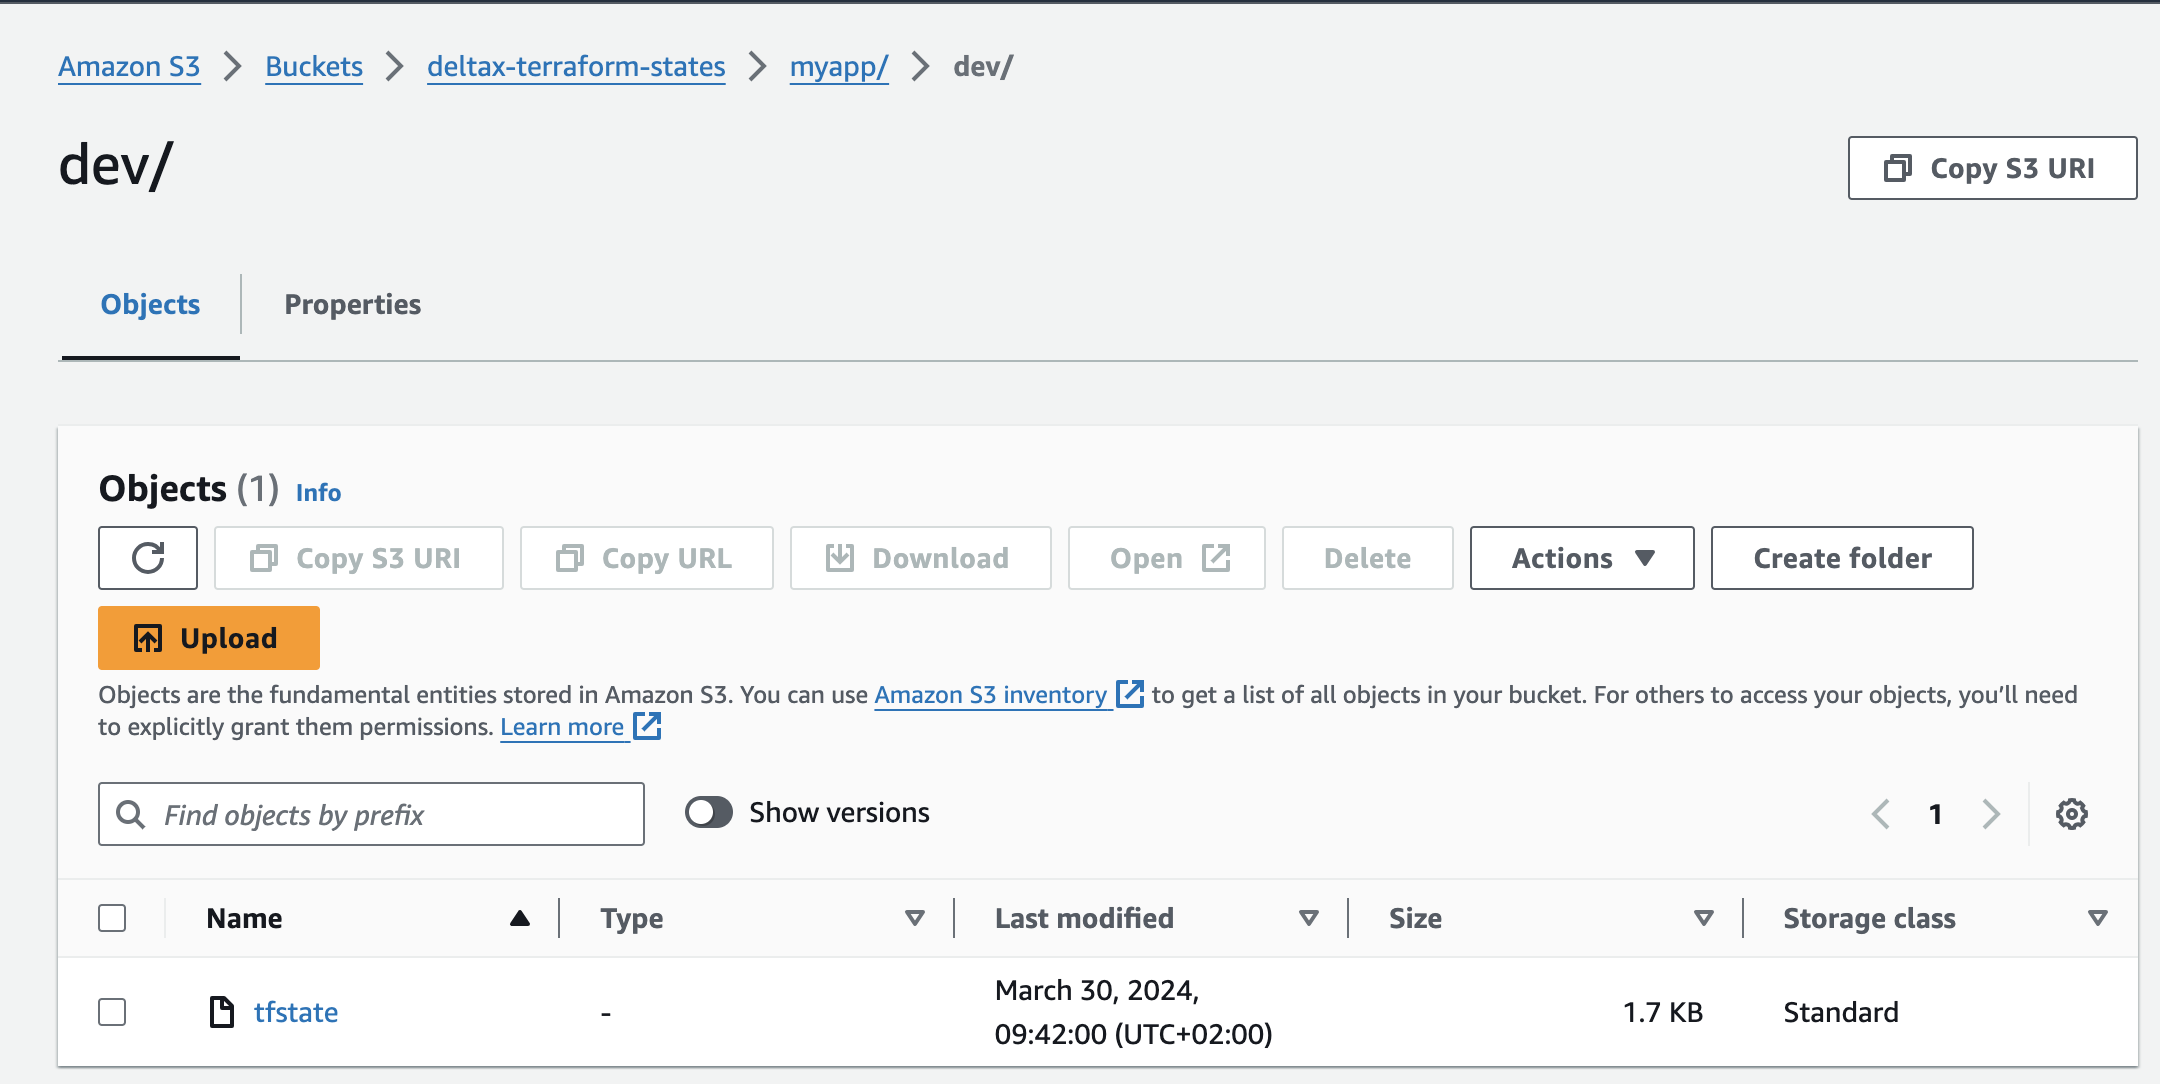 Amazon S3 > Buckets > deltax-terraform-states > myapp/ > dev/
dev/
Copy S3 URI
Objects Properties
Objects (1) Info
Copy S3 URI Copy URL Download Open Delete Actions Create folder
Upload
Objects are the fundamental entities stored in Amazon S3. You can use Amazon S3 inventory to get a list of all objects in your bucket. For others to access your objects, you’ll need
to explicitly grant them permissions. Learn more
Find objects by prefix Show versions 1
Name Type Last modified Size Storage class
tfstate - March 30, 2024, 1.7 KB Standard
09:42:00 (UTC+02:00)